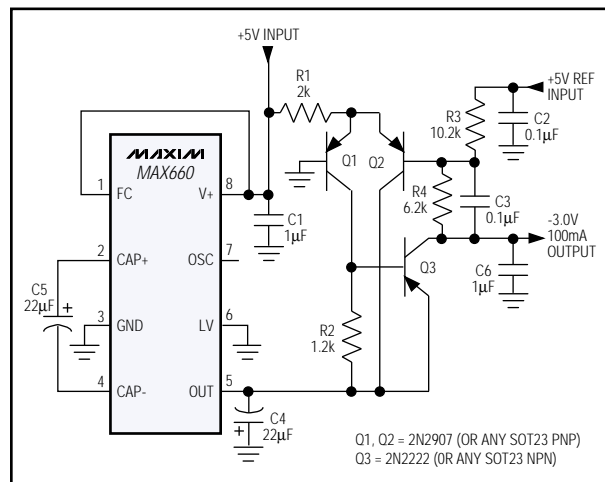 +5V INPUT
R1
2k
+5V REF
INPUT
R3
10.2k
C2
0.1µF
MAXIM
MAX660
1
FC
V+
8
Q1
Q2
R4
6.2k
C3
0.1µF
C1
1µF
-3.0V
100mA
OUTPUT
2
CAP+
OSC
7
Q3
C6
1µF
C5
22µF
+
3
GND
LV
6
R2
1.2k
4
CAP-
OUT
5
C4
22µF
+
Q1, Q2 = 2N2907 (OR ANY SOT23 PNP)
Q3 = 2N2222 (0R ANY SOT23 NPN)